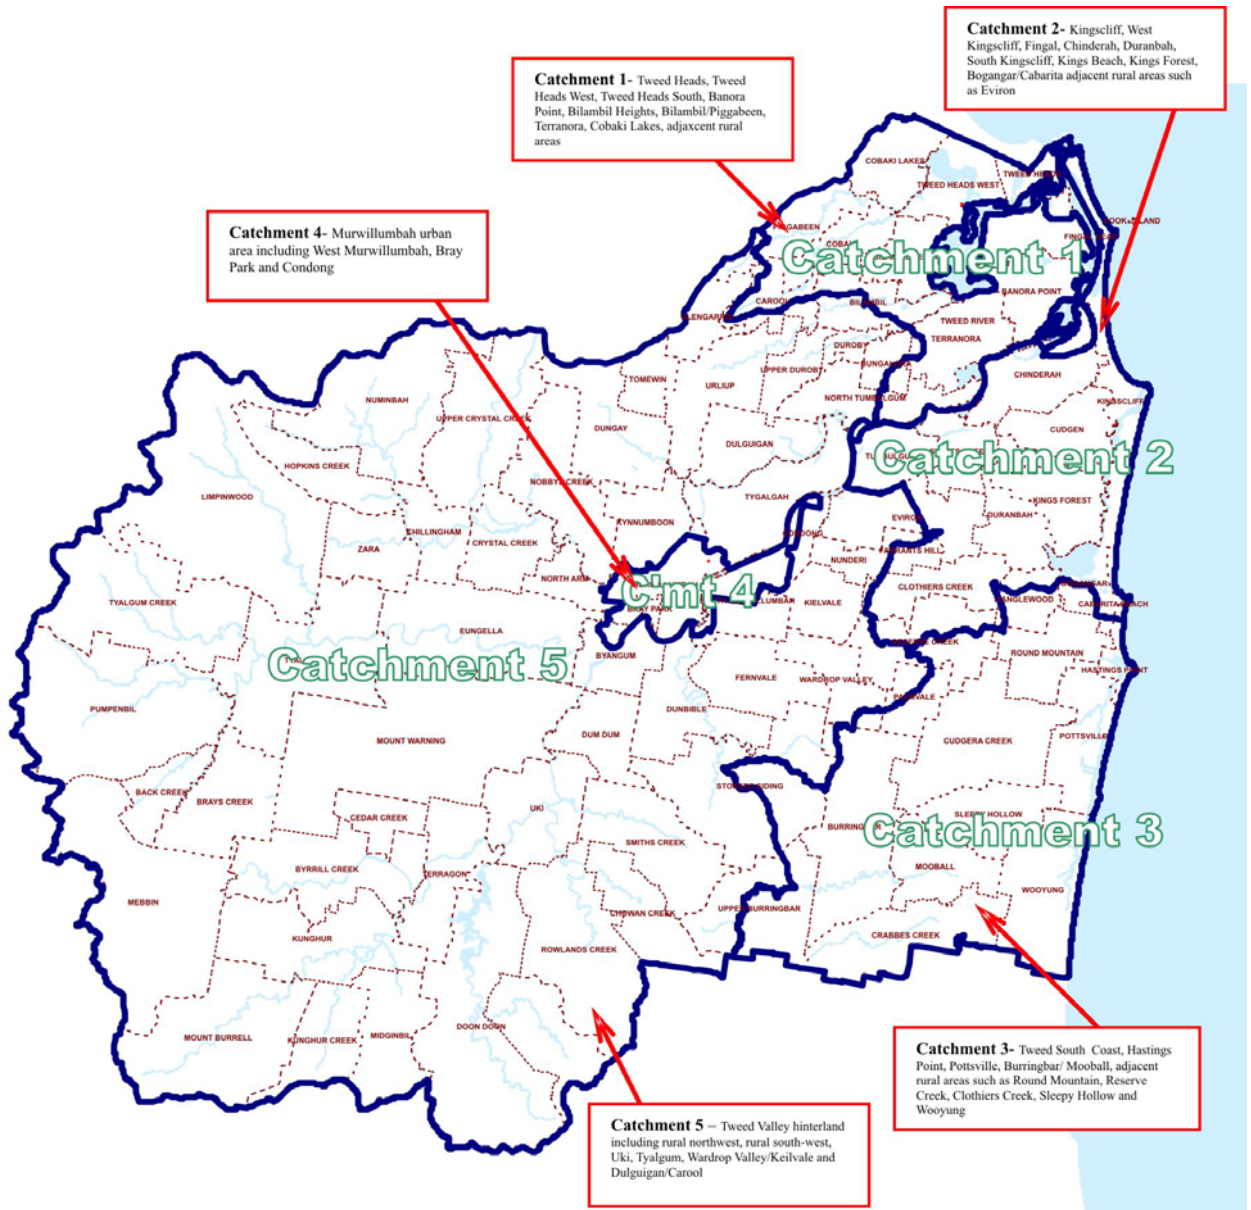 Catchment 2- Kingscliff, West
Kingscliff, Fingal, Chinderah, Duranbah,
South Kingscliff, Kings Beach, Kings Forest,
Bogangar/Cabarita adjacent rural areas such
as Eviron
Catchment 1- Tweed Heads, Tweed
Heads West, Tweed Heads South, Banora
Point, Bilambil Heights, Bilambil/Piggabeen,
Terranora, Cobaki Lakes, adjaxcent rural
areas
Catchment 4- Murwillumbah urban
area including West Murwillumbah, Bray
Park and Condong
COBAKI LAKES
TWEED HEADS WEST
Catchment 1
BANORA POINT
CAROOL
BILAMBIL
TWEED RIVER
TERRANORA
DUROBY
UPPER DUROBY
CHINDERAH
TOMEWIN
URLIUP
NUMINBAH
NORTH TUMBULGUM
KINGSCLIFF
UPPER CRYSTAL CREEK
DUNGAY
CUDGEN
DULGUIGAN
Catchment 2
HOPKINS CREEK
NOBBYS CREEK
LIMPINWOOD
TYGALGAH
KINGS FOREST
DURANBAH
EVIRON
KYNNUMBOON
CHILLINGHAM
CRYSTAL CREEK
ZARA
FARRANTS HILL
NUNDERI
NORTH ARM
C'mt 4
CLOTHIERS CREEK
TYALGUM CREEK
KIELVALE
BRAY PARK
CABARITA BEACH
EUNGELLA
Catchment 5
BYANGUM
ROUND MOUNTAIN
HASTINGS POINT
FERNVALE
WARDROP VALLEY
PUMPENBIL
DUNBIBLE
MOUNT WARNING
DUM DUM
CUDGERA CREEK
POTTSVILLE
BACK CREEK
BRAYS CREEK
STOKERS SIDING
UKI
CEDAR CREEK
SLEEPY HOLLOW
BURRINGBAR
Catchment 3
SMITHS CREEK
BYRRILL CREEK
TERRAGON
MOOBALL
WOOYUNG
MEBBIN
CHOWAN CREEK
UPPER BURRINGBAR
KUNGHUR
CRABBES CREEK
ROWLANDS CREEK
DOON DOON
MOUNT BURRELL
KUNGHUR CREEK
MIDGINBIL
Catchment 3- Tweed South Coast, Hastings
Point, Pottsville, Burringbar/ Mooball, adjacent
rural areas such as Round Mountain, Reserve
Creek, Clothiers Creek, Sleepy Hollow and
Wooyung
Catchment 5 – Tweed Valley hinterland
including rural northwest, rural south-west,
Uki, Tyalgum, Wardrop Valley/Keilvale and
Dulguigan/Carool